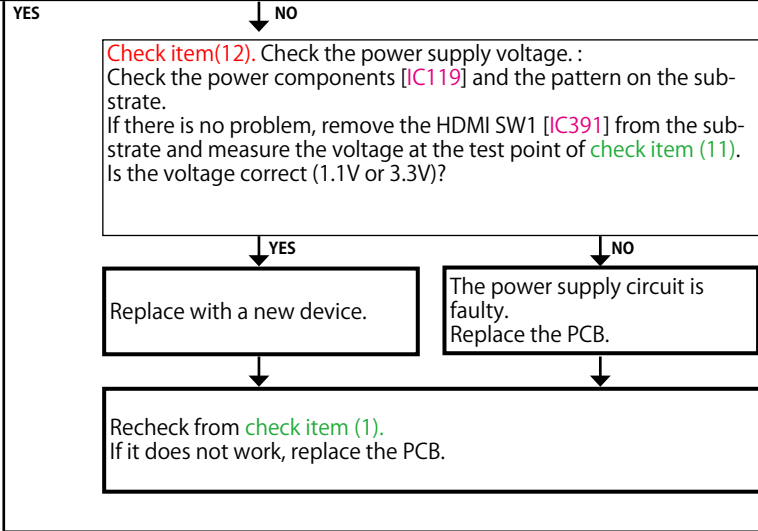 YES
NO
Check item(12). Check the power supply voltage. :
Check the power components [IC119] and the pattern on the sub-
strate.
If there is no problem, remove the HDMI SW1 [IC391] from the sub-
strate and measure the voltage at the test point of check item (11).
Is the voltage correct (1.1V or 3.3V)?
YES
NO
Replace with a new device.
The power supply circuit is
faulty.
Replace the PCB.
Recheck from check item (1).
If it does not work, replace the PCB.